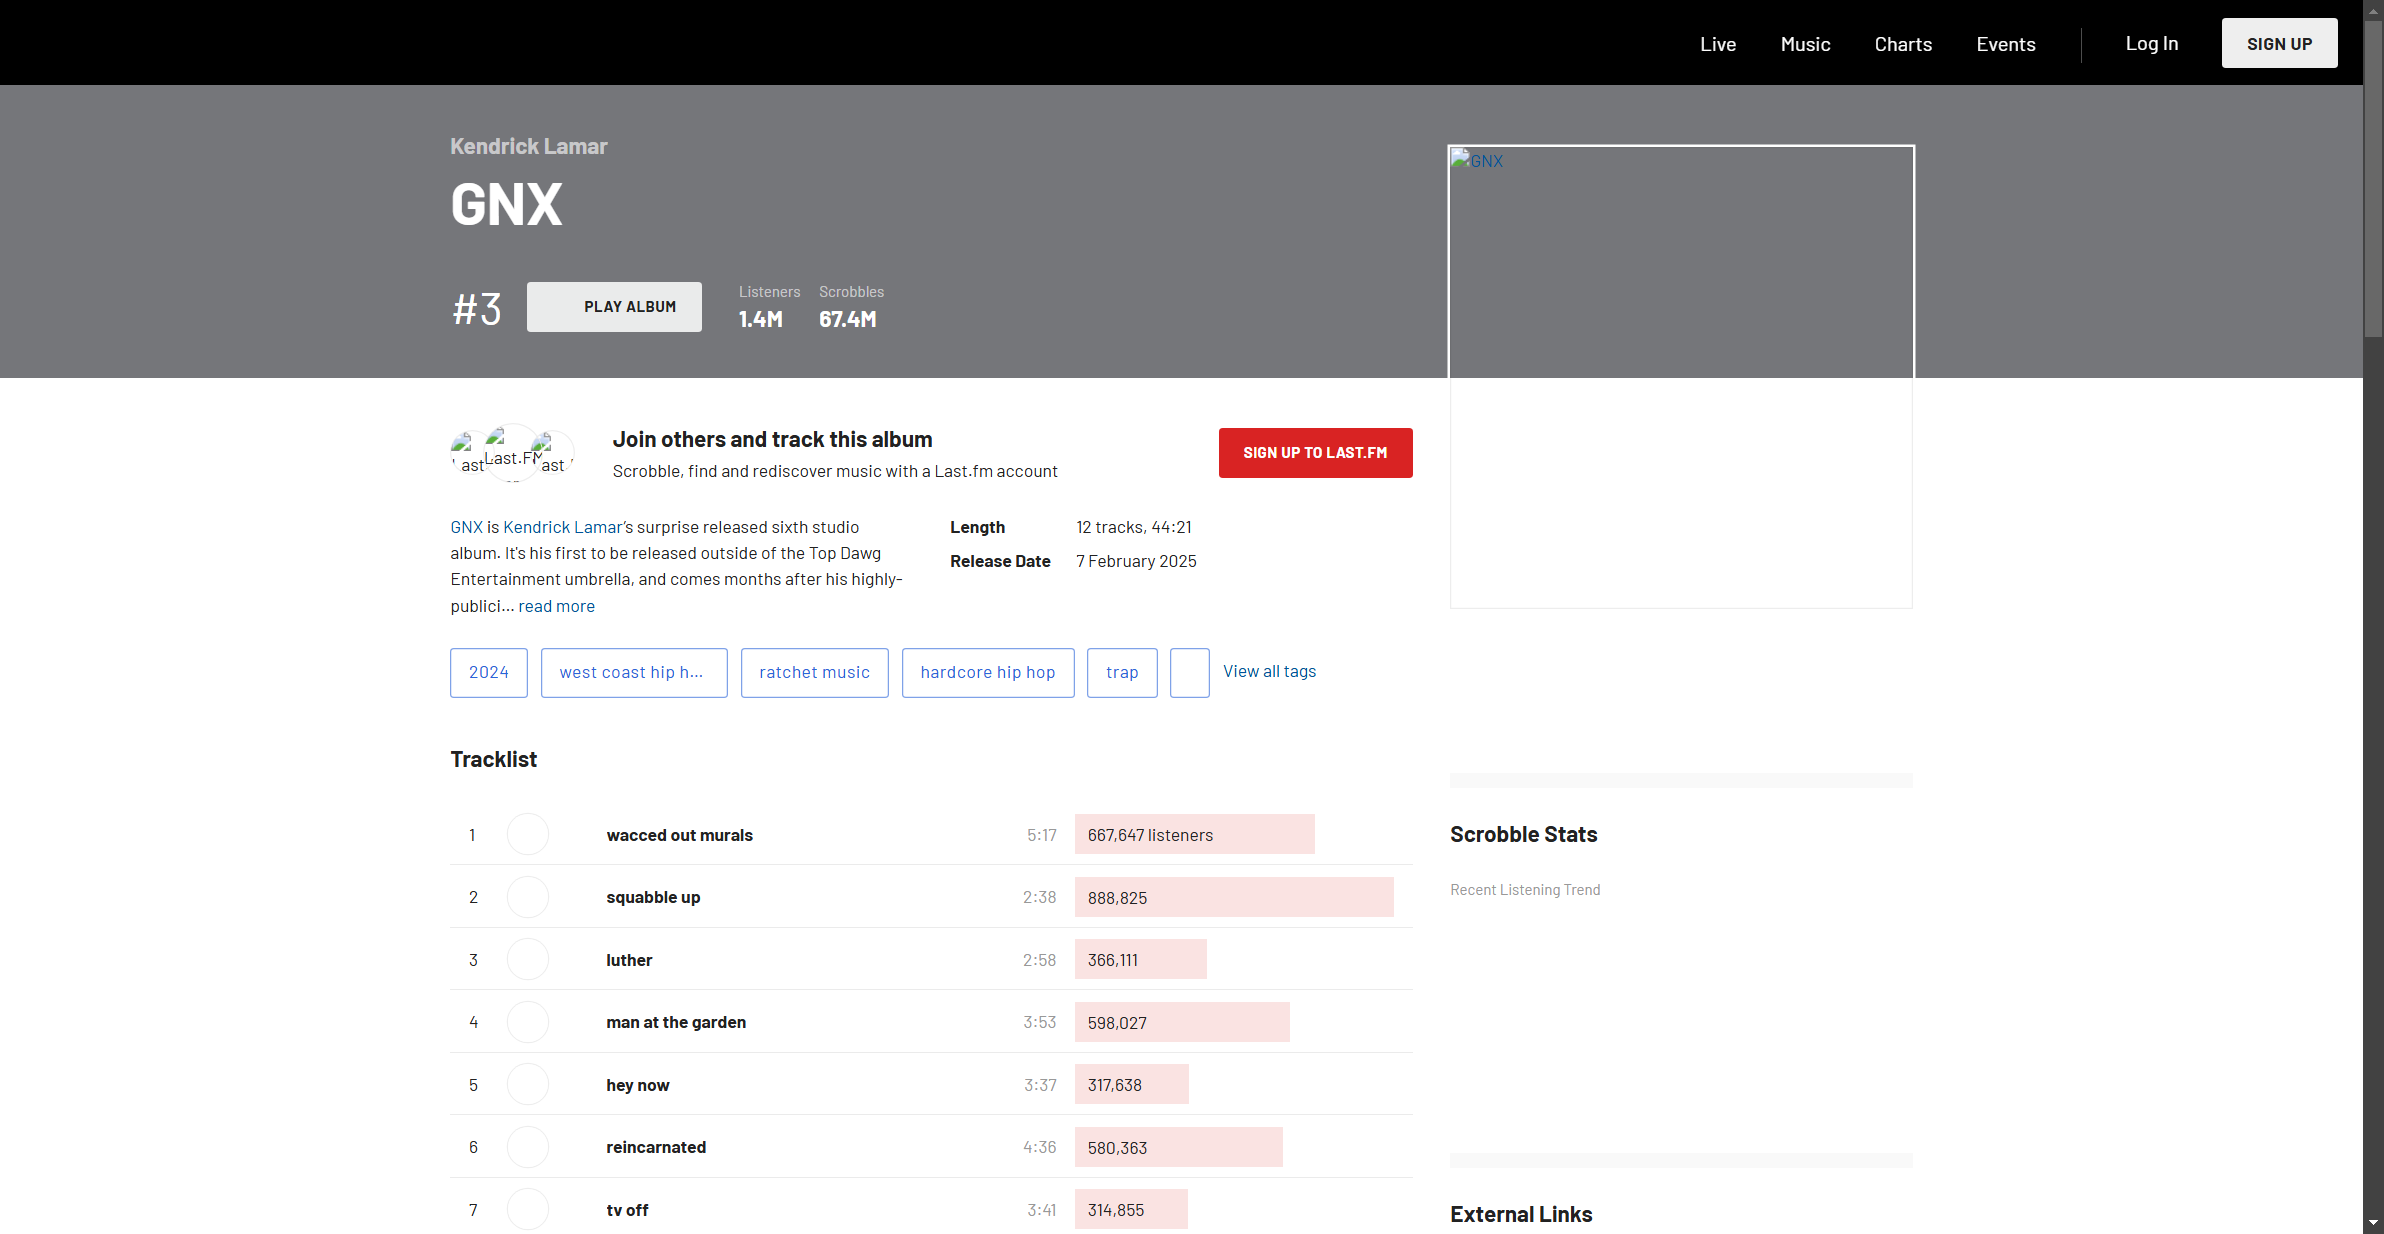 Live Music Charts Events Log In SIGN UP
Kendrick Lamar
GNX
GNX
#3 PLAY ALBUM
Listeners Scrobbles
1.4M 67.4M
Join others and track this album
Scrobble, find and rediscover music with a Last.fm account
SIGN UP TO LAST.FM
Last.FM
GNX is Kendrick Lamar's surprise released sixth studio
album. It's his first to be released outside of the Top Dawg
Entertainment umbrella, and comes months after his highly-
publici… read more
Length 12 tracks, 44:21
Release Date 7 February 2025
2024 west coast hip h… ratchet music hardcore hip hop trap View all tags
Tracklist
1 wacced out murals 5:17 667,647 listeners
2 squabble up 2:38 888,825
3 luther 2:58 366,111
4 man at the garden 3:53 598,027
5 hey now 3:37 317,638
6 reincarnated 4:36 580,363
7 tv off 3:41 314,855
Scrobble Stats
Recent Listening Trend
External Links